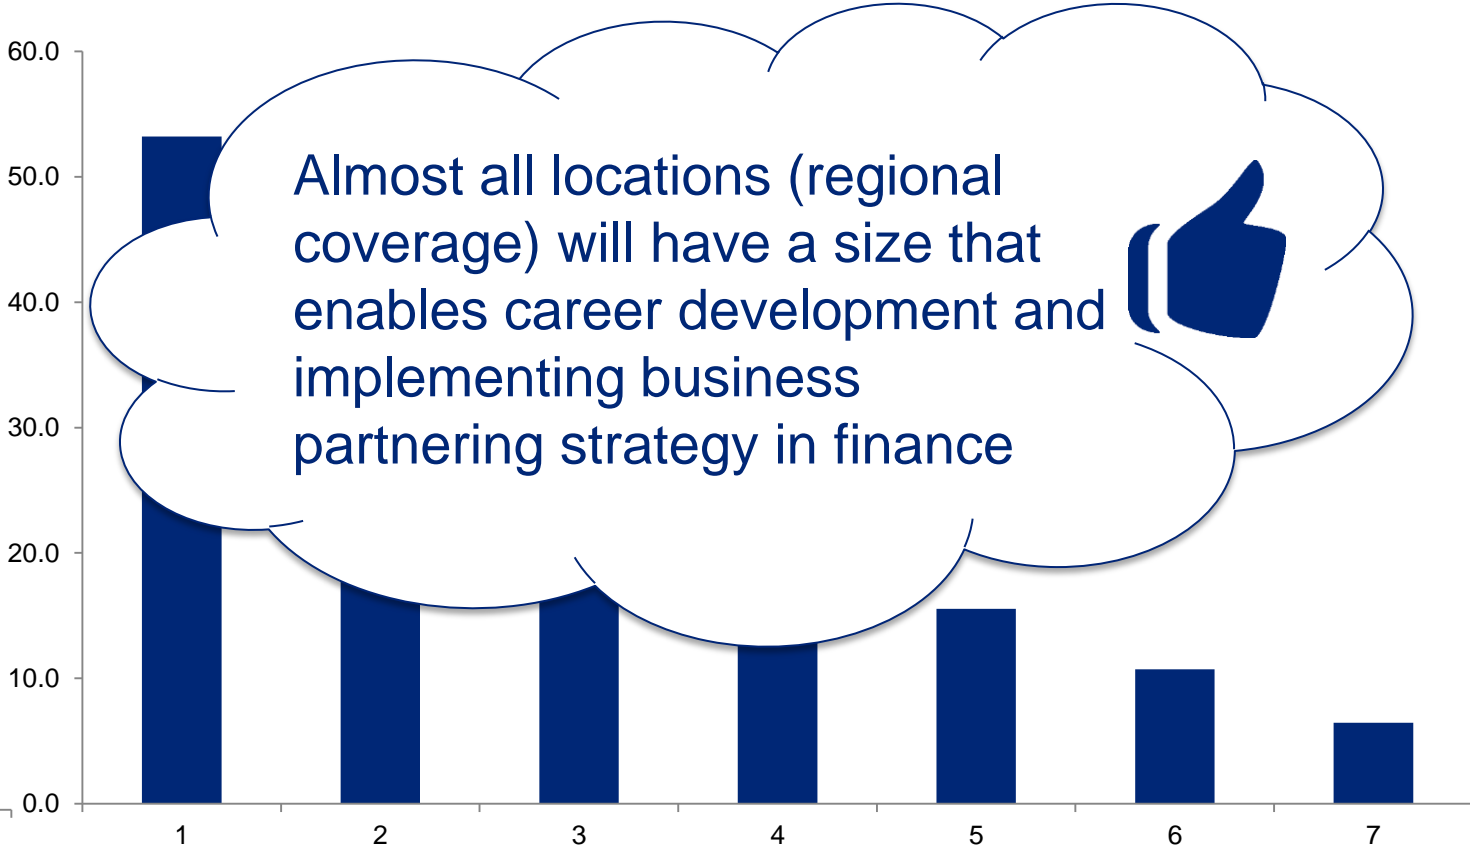 60.0
50.0
40.0
30.0
20.0
10.0
0.0
Almost all locations (regional
coverage) will have a size that
enables career development and
implementing business
partnering strategy in finance
1 2 3 4 5 6 7